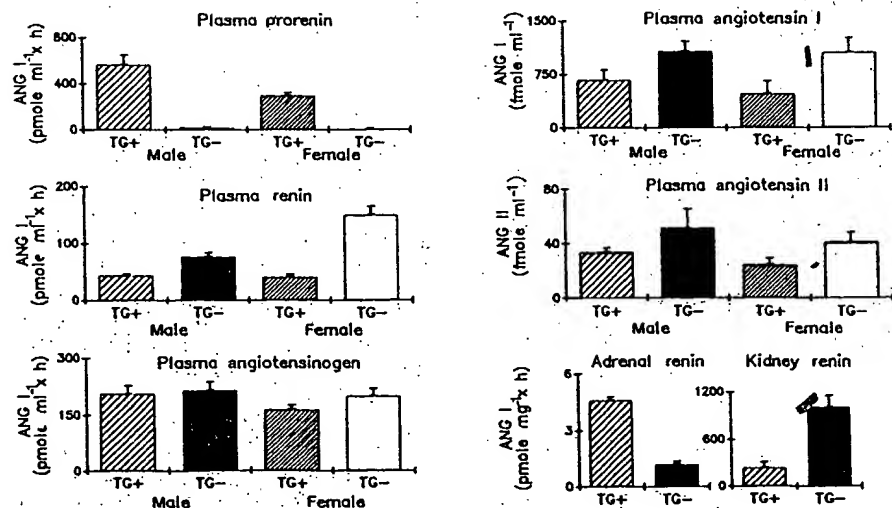 Plasma prorenin
ANG I
(pmole ml⁻¹ x h)
800
400
0
TG+ TG− TG+ TG−
Male Female
Plasma renin
ANG I
(pmole ml⁻¹ x h)
200
100
0
TG+ TG− TG+ TG−
Male Female
Plasma angiotensinogen
ANG I
(pmole ml⁻¹ x h)
300
150
0
TG+ TG− TG+ TG−
Male Female
Plasma angiotensin I
ANG I
(fmole ml⁻¹)
1500
750
0
TG+ TG− TG+ TG−
Male Female
Plasma angiotensin II
ANG II
(fmole ml⁻¹)
80
40
0
TG+ TG− TG+ TG−
Male Female
Adrenal renin
ANG I
(pmole mg⁻¹ x h)
6
3
0
TG+ TG−
Kidney renin
1200
600
0
TG+ TG−